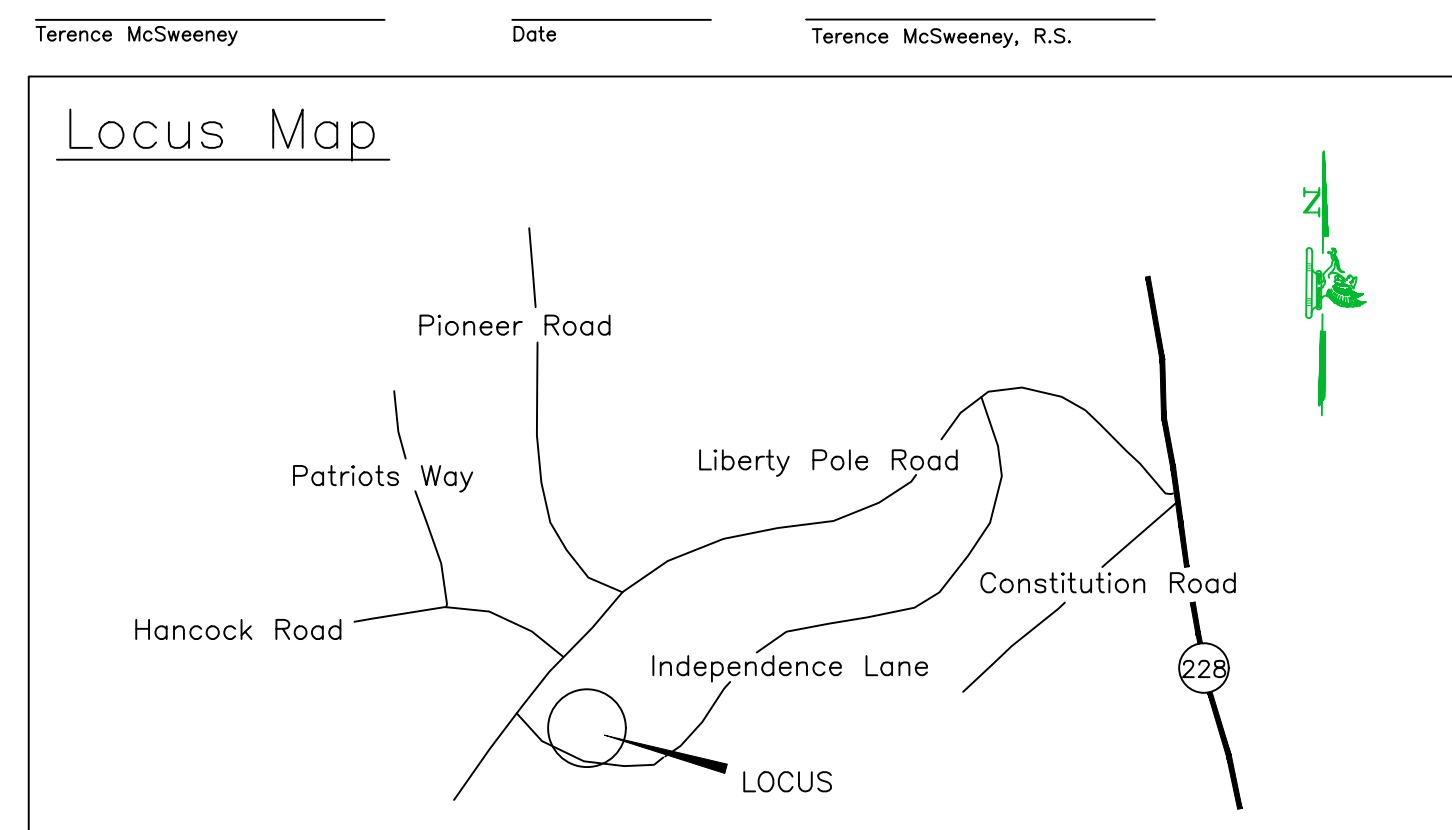 Terence McSweeney
Date
Terence McSweeney, R.S.
Locus Map
N
Pioneer Road
Patriots Way
Liberty Pole Road
Constitution Road
Hancock Road
Independence Lane
228
LOCUS